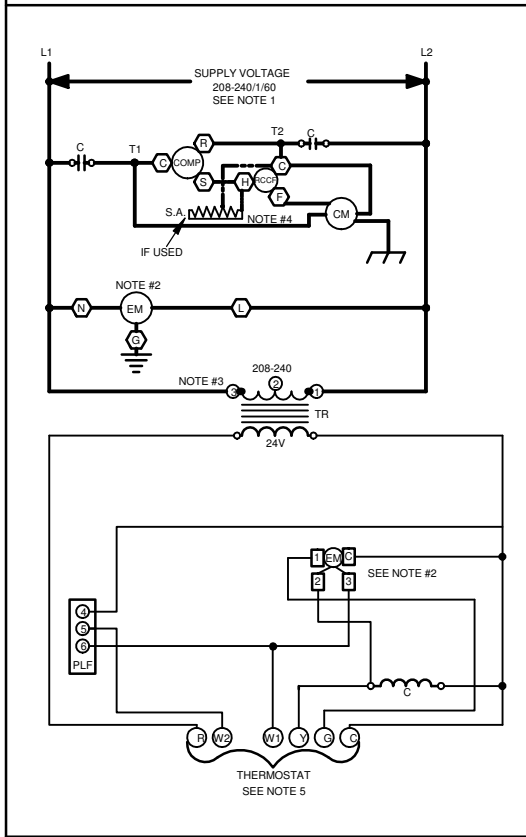 L1 L2
SUPPLY VOLTAGE
208-240/1/60
SEE NOTE 1
C T1 C COMP R T2 C
S H RCCF C
F
S.A. NOTE #4 CM
IF USED
NOTE #2
N EM L
G
208-240
NOTE #3 3 2 1
TR
24V
1 EM C
SEE NOTE #2
2 3
4
5
6
PLF
C
R W2 W1 Y G C
THERMOSTAT
SEE NOTE 5